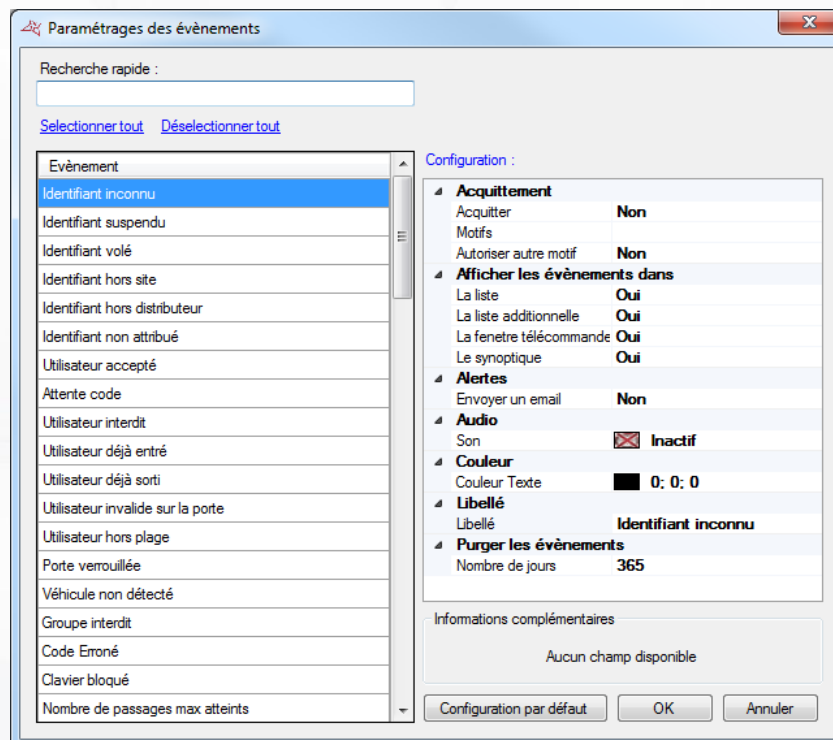 Paramétrages des évènements
Recherche rapide :
Selectionner tout Déselectionner tout
Evènement
Identifiant inconnu
Identifiant suspendu
Identifiant volé
Identifiant hors site
Identifiant hors distributeur
Identifiant non attribué
Utilisateur accepté
Attente code
Utilisateur interdit
Utilisateur déjà entré
Utilisateur déjà sorti
Utilisateur invalide sur la porte
Utilisateur hors plage
Porte verrouillée
Véhicule non détecté
Groupe interdit
Code Erroné
Clavier bloqué
Nombre de passages max atteints
Configuration :
Acquittement
Acquitter Non
Motifs
Autoriser autre motif Non
Afficher les évènements dans
La liste Oui
La liste additionnelle Oui
La fenetre télécommande Oui
Le synoptique Oui
Alertes
Envoyer un email Non
Audio
Son Inactif
Couleur
Couleur Texte 0; 0; 0
Libellé
Libellé Identifiant inconnu
Purger les évènements
Nombre de jours 365
Informations complémentaires
Aucun champ disponible
Configuration par défaut OK Annuler